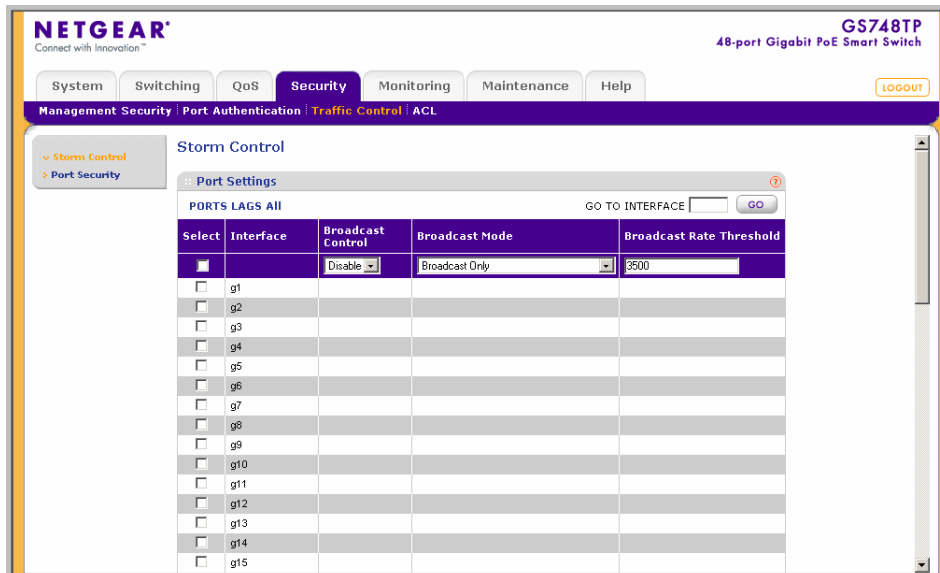 NETGEAR®
Connect with Innovation™
GS748TP
48-port Gigabit PoE Smart Switch
System Switching QoS Security Monitoring Maintenance Help LOGOUT
Management Security Port Authentication Traffic Control ACL
Storm Control
Port Security
Storm Control
Port Settings ?
PORTS LAGS All GO TO INTERFACE GO
Select Interface Broadcast Control Broadcast Mode Broadcast Rate Threshold
Disable Broadcast Only 3500
g1
g2
g3
g4
g5
g6
g7
g8
g9
g10
g11
g12
g13
g14
g15